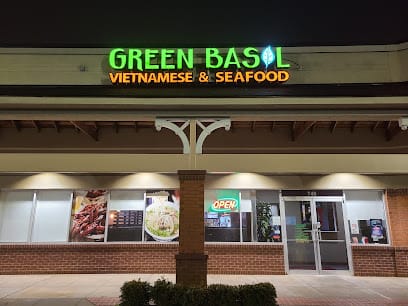 GREEN BASIL
VIETNAMESE & SEAFOOD
OPEN